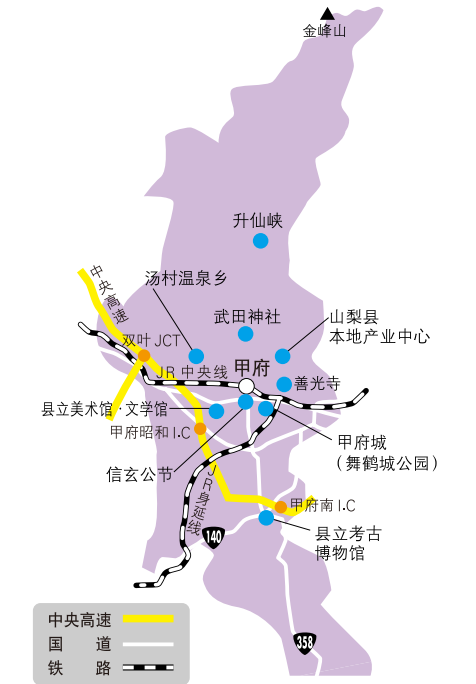 金峰山
升仙峡
中央高速
汤村温泉乡
武田神社
山梨县
本地产业中心
双叶 JCT
JR 中央线
甲府
善光寺
县立美术馆·文学馆
甲府昭和 I.C
甲府城
(舞鹤城公园)
信玄公节
JR身延线
甲府南 I.C
县立考古
博物馆
140
358
中央高速
国 道
铁 路